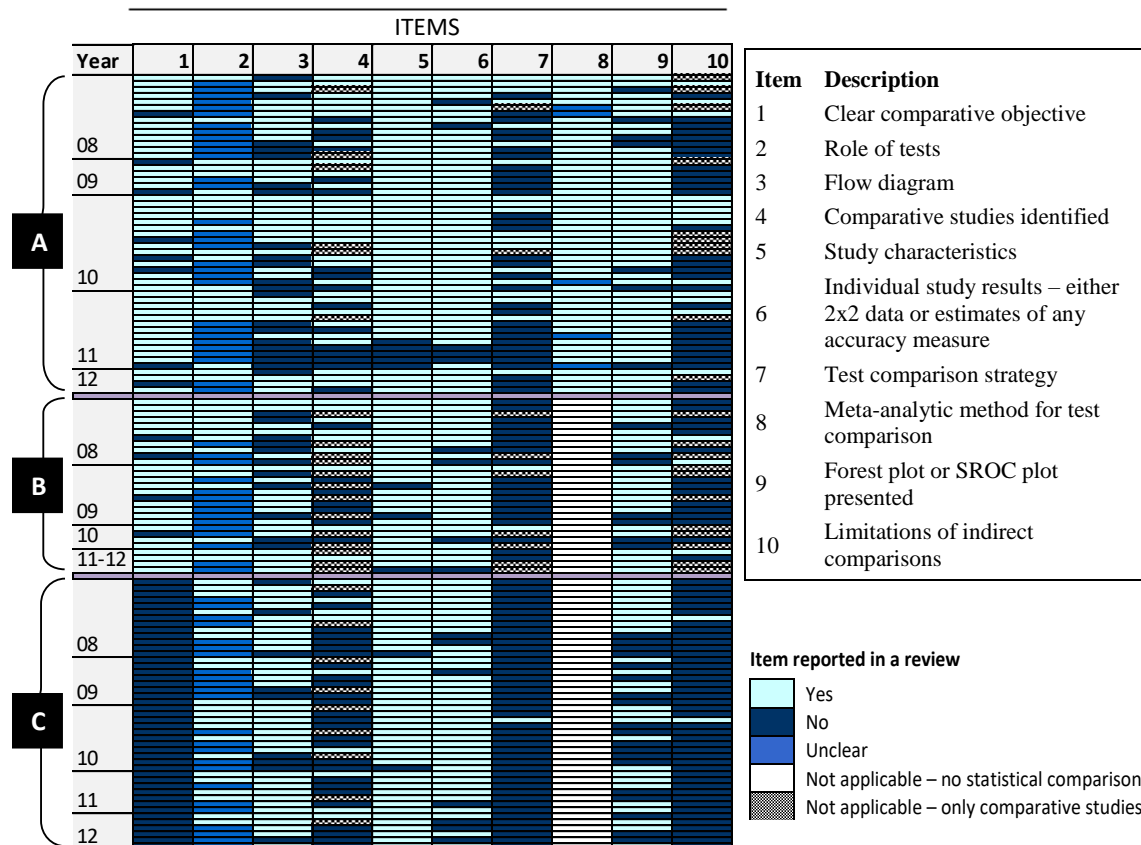 ITEMS
Year 1 2 3 4 5 6 7 8 9 10
A
08
09
10
11
12
B
08
09
10
11-12
C
08
09
10
11
12
Item Description
1 Clear comparative objective
2 Role of tests
3 Flow diagram
4 Comparative studies identified
5 Study characteristics
6 Individual study results – either
2x2 data or estimates of any
accuracy measure
7 Test comparison strategy
8 Meta-analytic method for test
comparison
9 Forest plot or SROC plot
presented
10 Limitations of indirect
comparisons
Item reported in a review
Yes
No
Unclear
Not applicable – no statistical comparison
Not applicable – only comparative studies